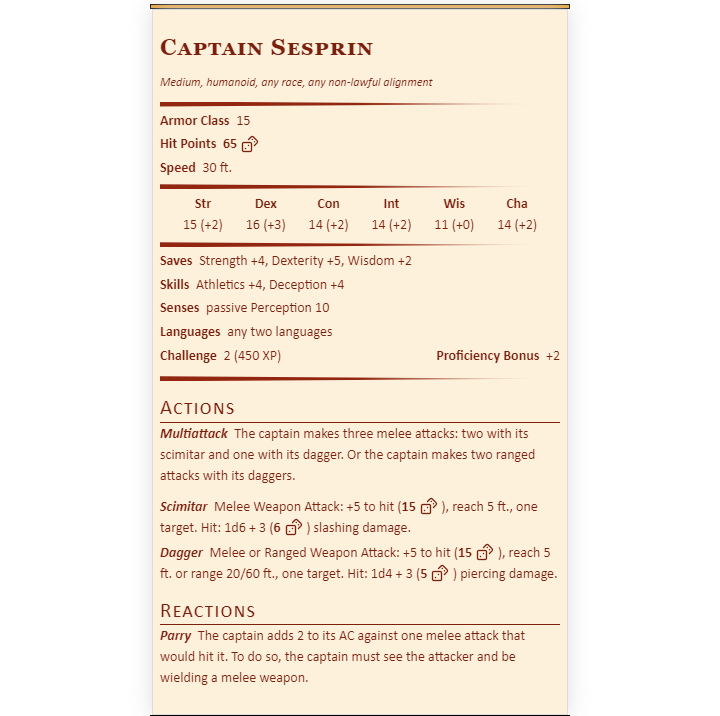 Captain Sesprin
Medium, humanoid, any race, any non-lawful alignment
Armor Class 15
Hit Points 65
Speed 30 ft.
Str Dex Con Int Wis Cha
15 (+2) 16 (+3) 14 (+2) 14 (+2) 11 (+0) 14 (+2)
Saves Strength +4, Dexterity +5, Wisdom +2
Skills Athletics +4, Deception +4
Senses passive Perception 10
Languages any two languages
Challenge 2 (450 XP) Proficiency Bonus +2
Actions
Multiattack The captain makes three melee attacks: two with its
scimitar and one with its dagger. Or the captain makes two ranged
attacks with its daggers.
Scimitar Melee Weapon Attack: +5 to hit (15 ), reach 5 ft., one
target. Hit: 1d6 + 3 (6 ) slashing damage.
Dagger Melee or Ranged Weapon Attack: +5 to hit (15 ), reach 5
ft. or range 20/60 ft., one target. Hit: 1d4 + 3 (5 ) piercing damage.
Reactions
Parry The captain adds 2 to its AC against one melee attack that
would hit it. To do so, the captain must see the attacker and be
wielding a melee weapon.